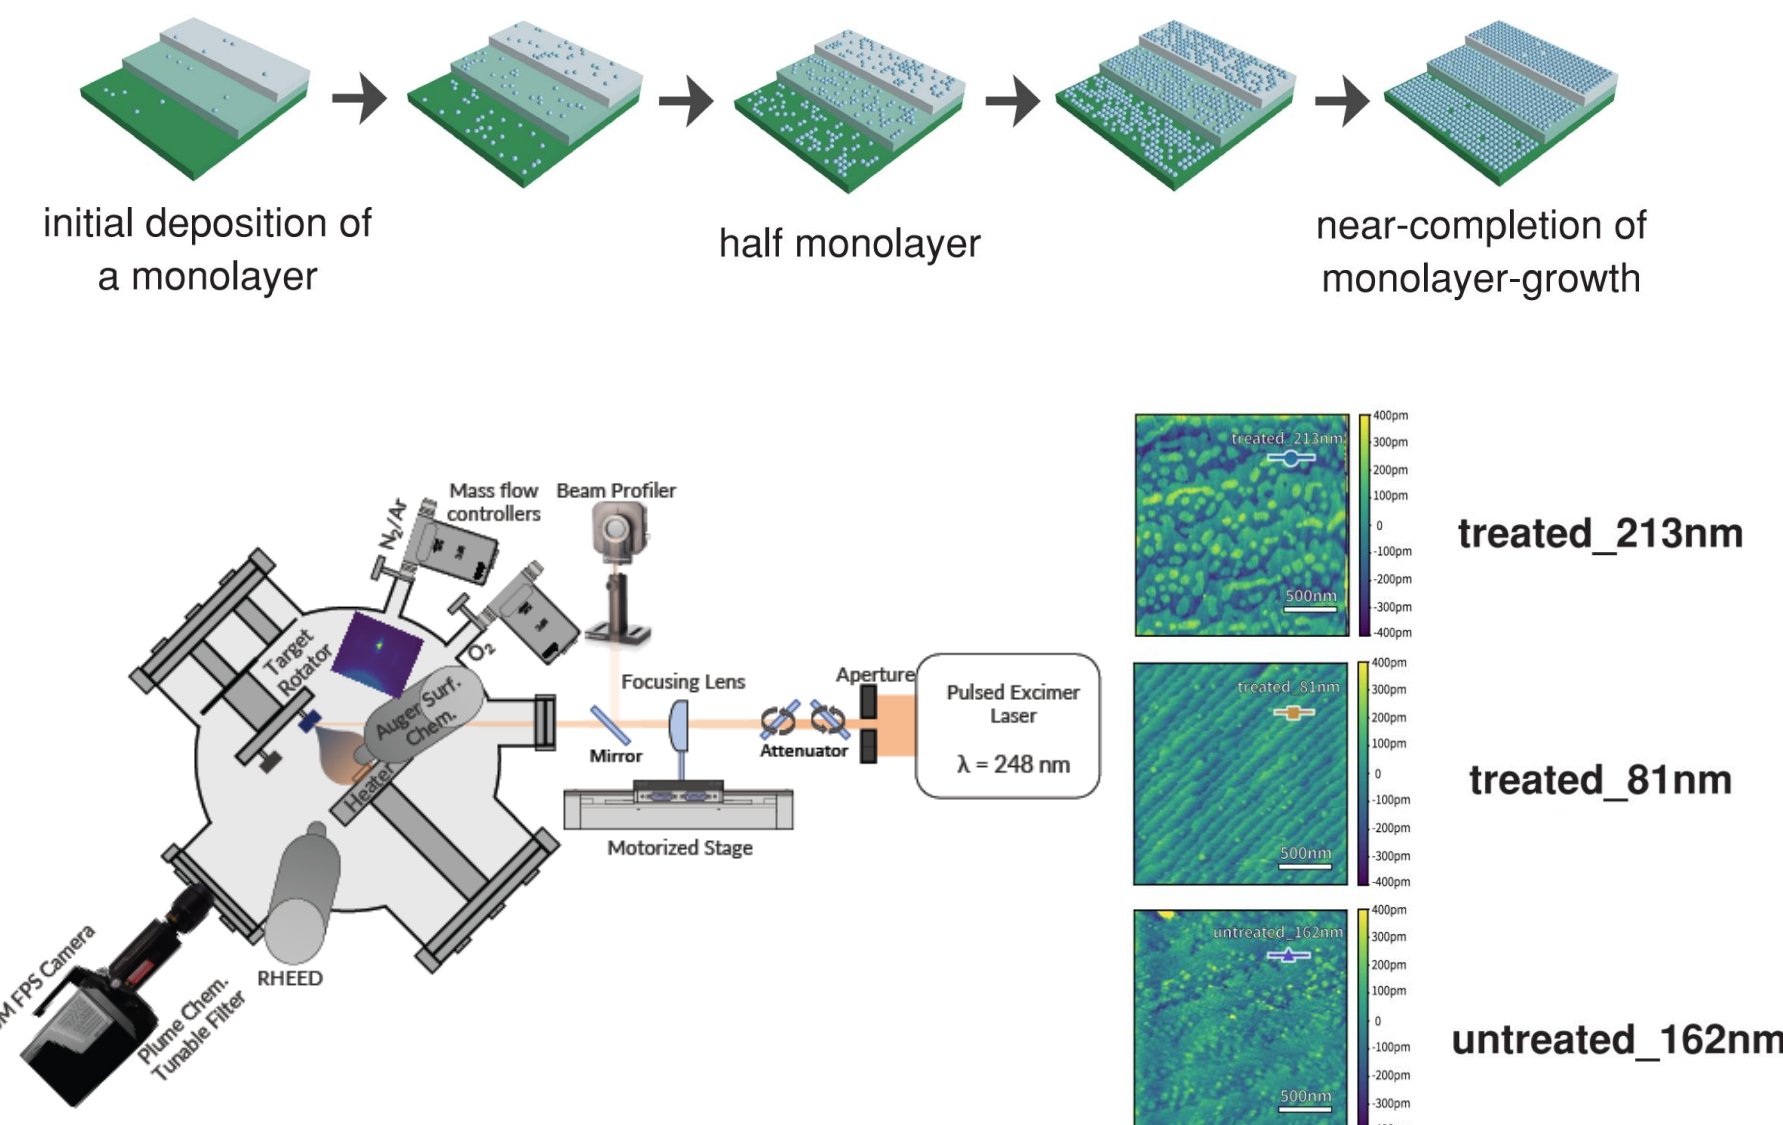 initial deposition of
a monolayer
half monolayer
near-completion of
monolayer-growth
N2/Ar
Mass flow
controllers
Beam Profiler
O2
Target
Rotator
Auger Surf.
Chem.
Heater
Focusing Lens
Mirror
Attenuator
Aperture
Pulsed Excimer
Laser
λ = 248 nm
Motorized Stage
RHEED
FPS Camera
Plume Chem.
Tunable Filter
treated_213nm
500nm
400pm
300pm
200pm
100pm
0
-100pm
-200pm
-300pm
-400pm
treated_213nm
treated_81nm
500nm
400pm
300pm
200pm
100pm
0
-100pm
-200pm
-300pm
-400pm
treated_81nm
untreated_162nm
500nm
400pm
300pm
200pm
100pm
0
-100pm
-200pm
-300pm
untreated_162nm